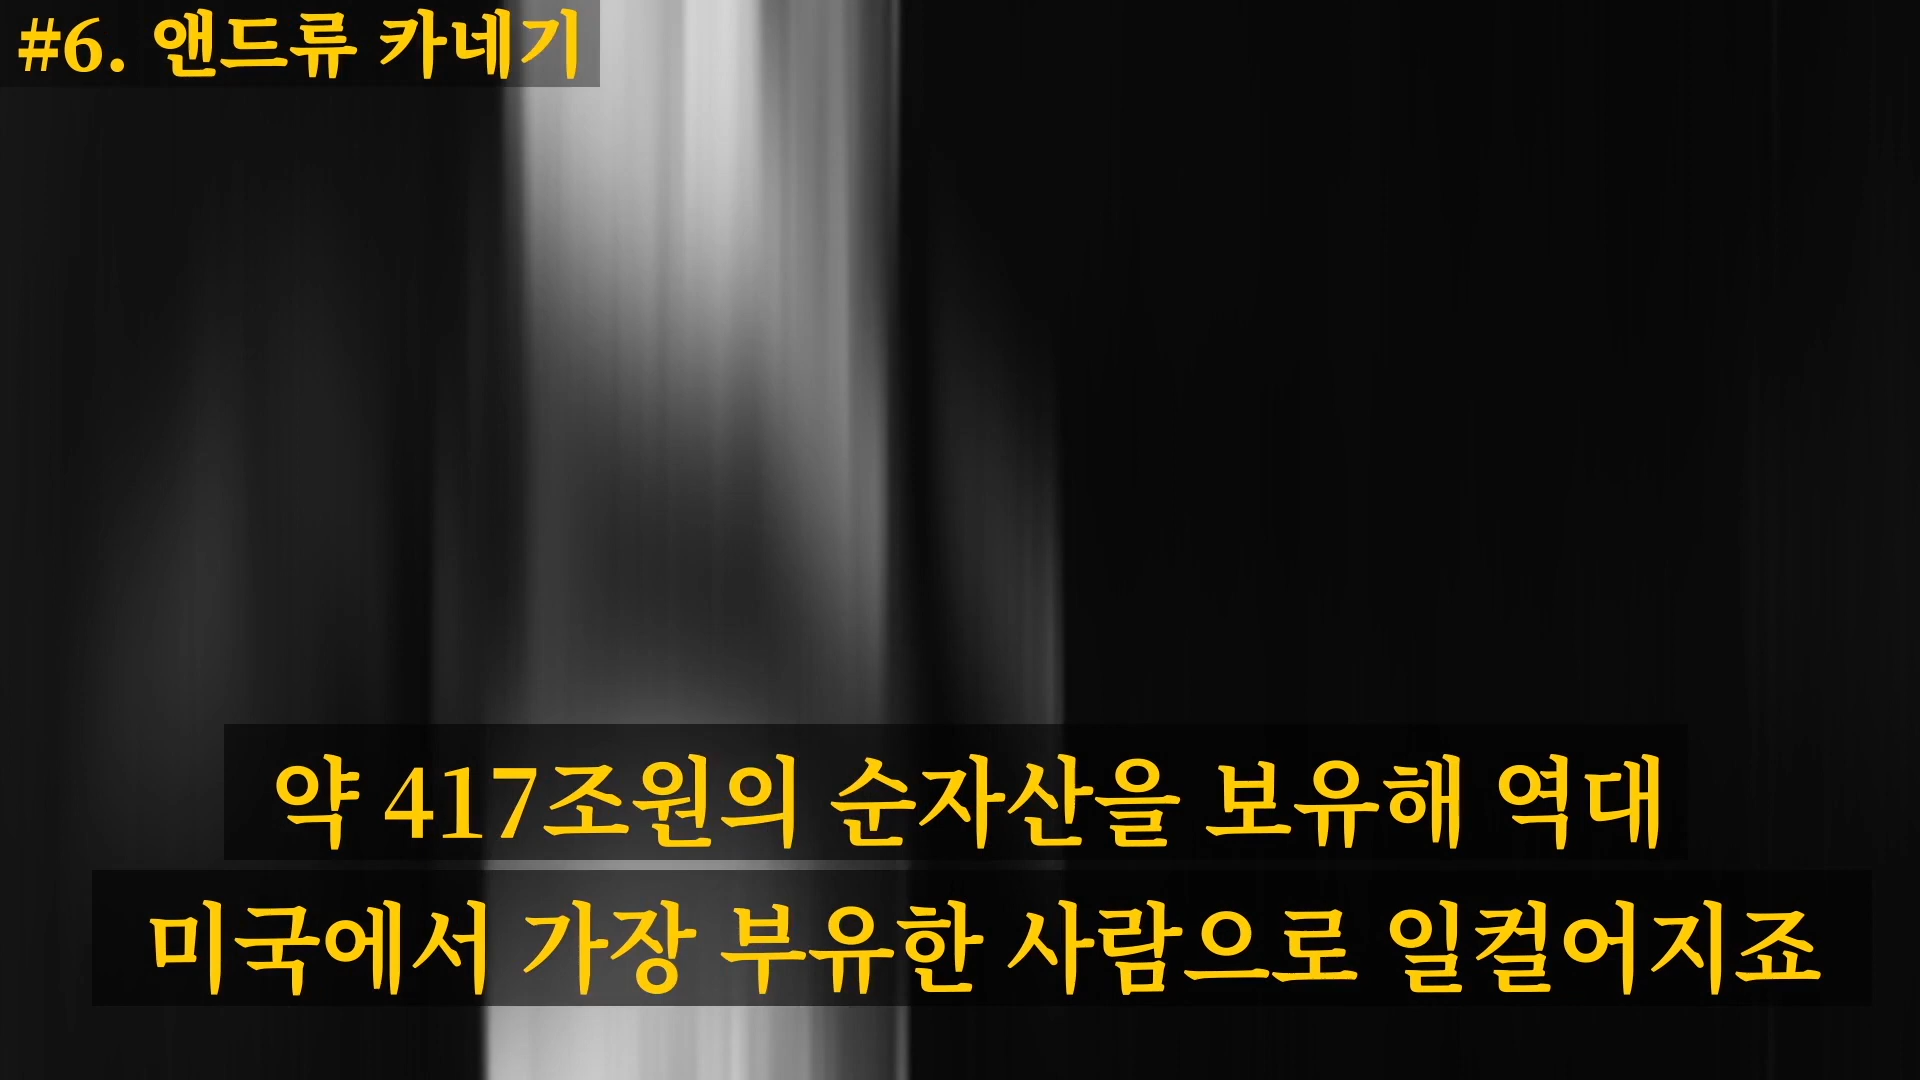 #6. 앤드류 카네기
약 417조원의 순자산을 보유해 역대
미국에서 가장 부유한 사람으로 일컬어지죠